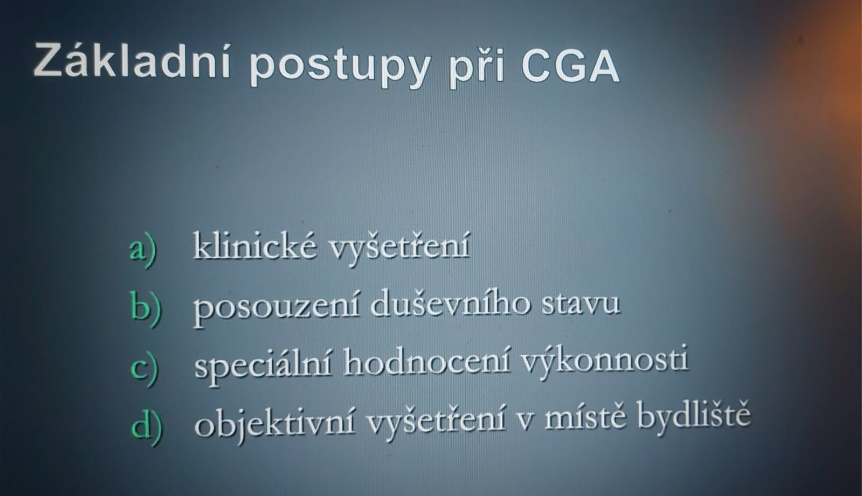 Základní postupy při CGA
a) klinické vyšetření
b) posouzení duševního stavu
c) speciální hodnocení výkonnosti
d) objektivní vyšetření v místě bydliště